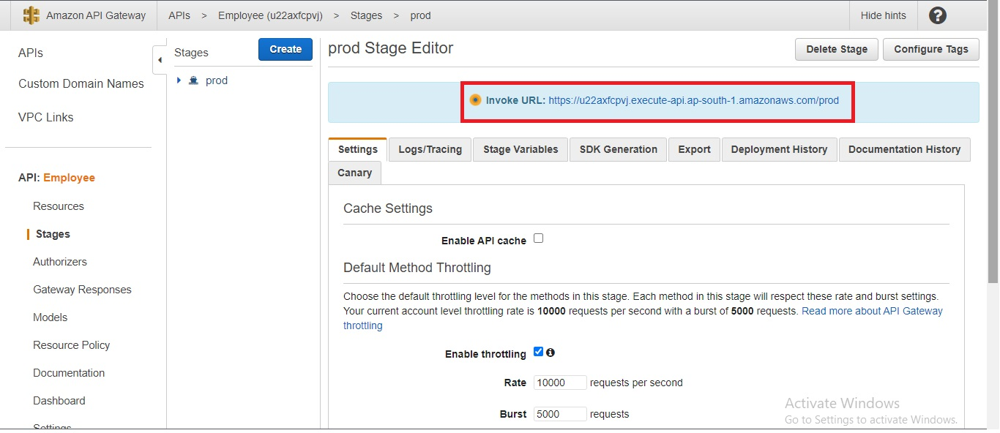 Amazon API Gateway
APIs > Employee (u22axfcpvj) > Stages > prod
Hide hints
?
APIs
Custom Domain Names
VPC Links
API: Employee
Resources
Stages
Authorizers
Gateway Responses
Models
Resource Policy
Documentation
Dashboard
Settings
Stages
Create
prod
prod Stage Editor
Delete Stage
Configure Tags
Invoke URL: https://u22axfcpvj.execute-api.ap-south-1.amazonaws.com/prod
Settings
Logs/Tracing
Stage Variables
SDK Generation
Export
Deployment History
Documentation History
Canary
Cache Settings
Enable API cache
Default Method Throttling
Choose the default throttling level for the methods in this stage. Each method in this stage will respect these rate and burst settings.
Your current account level throttling rate is 10000 requests per second with a burst of 5000 requests. Read more about API Gateway
throttling
Enable throttling
Rate 10000 requests per second
Burst 5000 requests
Activate Windows
Go to Settings to activate Windows.